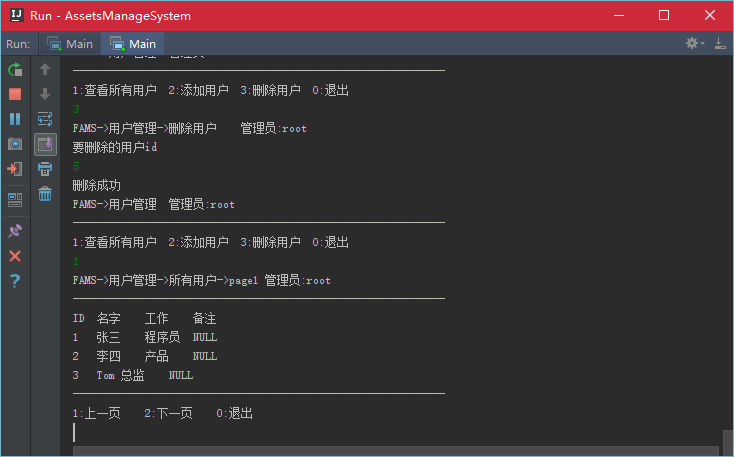 Run - AssetsManageSystem
Run: Main Main
1:查看所有用户 2:添加用户 3:删除用户 0:退出
3
FAMS->用户管理->删除用户 管理员:root
要删除的用户id
5
删除成功
FAMS->用户管理 管理员:root
1:查看所有用户 2:添加用户 3:删除用户 0:退出
1
FAMS->用户管理->所有用户->page1 管理员:root
ID 名字 工作 备注
1 张三 程序员 NULL
2 李四 产品 NULL
3 Tom 总监 NULL
1:上一页 2:下一页 0:退出